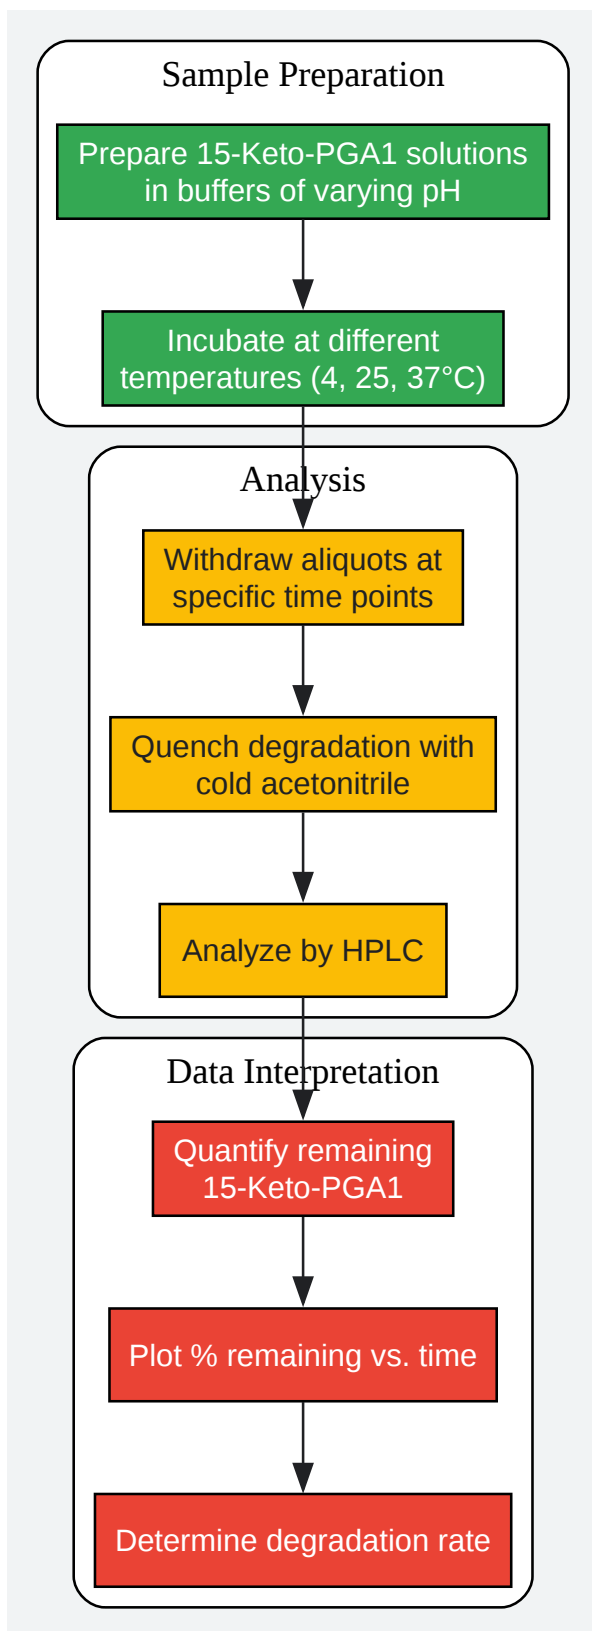 Sample Preparation
Prepare 15-Keto-PGA1 solutions
in buffers of varying pH
Incubate at different
temperatures (4, 25, 37°C)
Analysis
Withdraw aliquots at
specific time points
Quench degradation with
cold acetonitrile
Analyze by HPLC
Data Interpretation
Quantify remaining
15-Keto-PGA1
Plot % remaining vs. time
Determine degradation rate